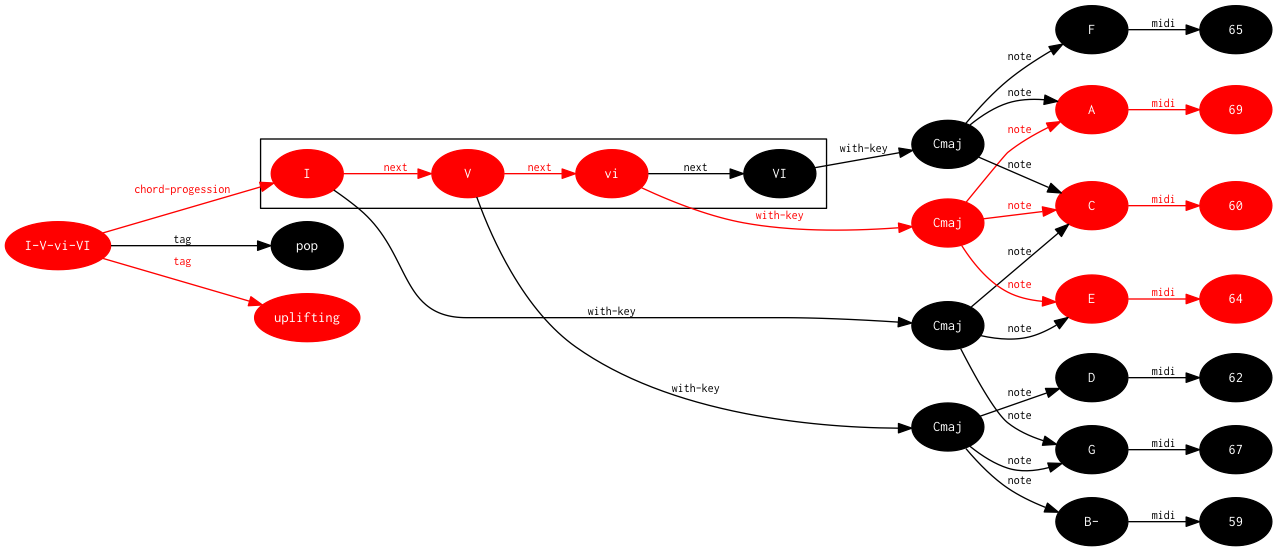 I-V-vi-VI
chord-progession
tag
tag
I
pop
uplifting
next
V
next
vi
next
VI
with-key
with-key
with-key
with-key
Cmaj
Cmaj
Cmaj
Cmaj
note
note
note
note
note
note
note
note
note
note
note
note
F
A
C
E
D
G
B-
midi
midi
midi
midi
midi
midi
midi
65
69
60
64
62
67
59